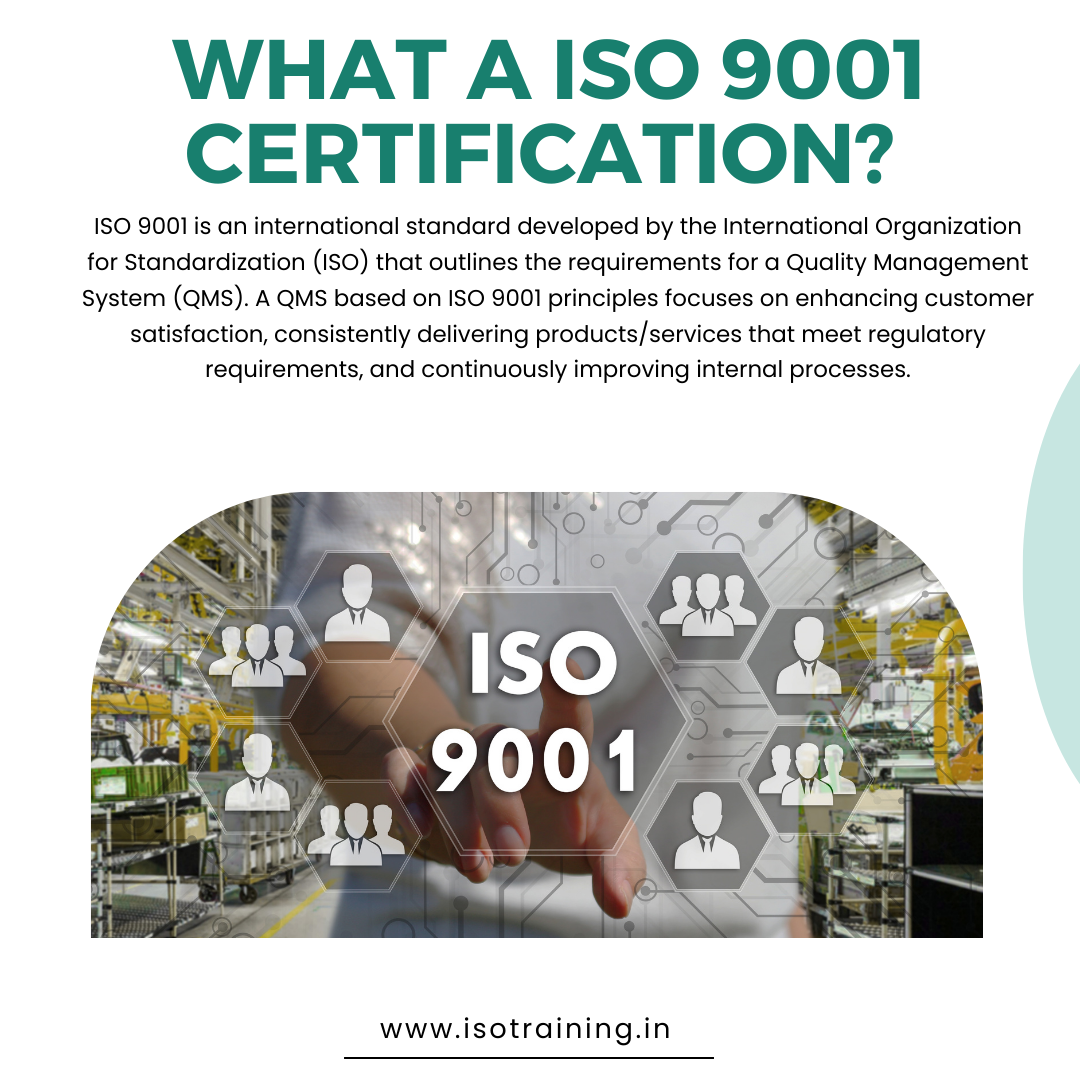 WHAT A ISO 9001
CERTIFICATION?
ISO 9001 is an international standard developed by the International Organization
for Standardization (ISO) that outlines the requirements for a Quality Management
System (QMS). A QMS based on ISO 9001 principles focuses on enhancing customer
satisfaction, consistently delivering products/services that meet regulatory
requirements, and continuously improving internal processes.
ISO
9001
www.isotraining.in